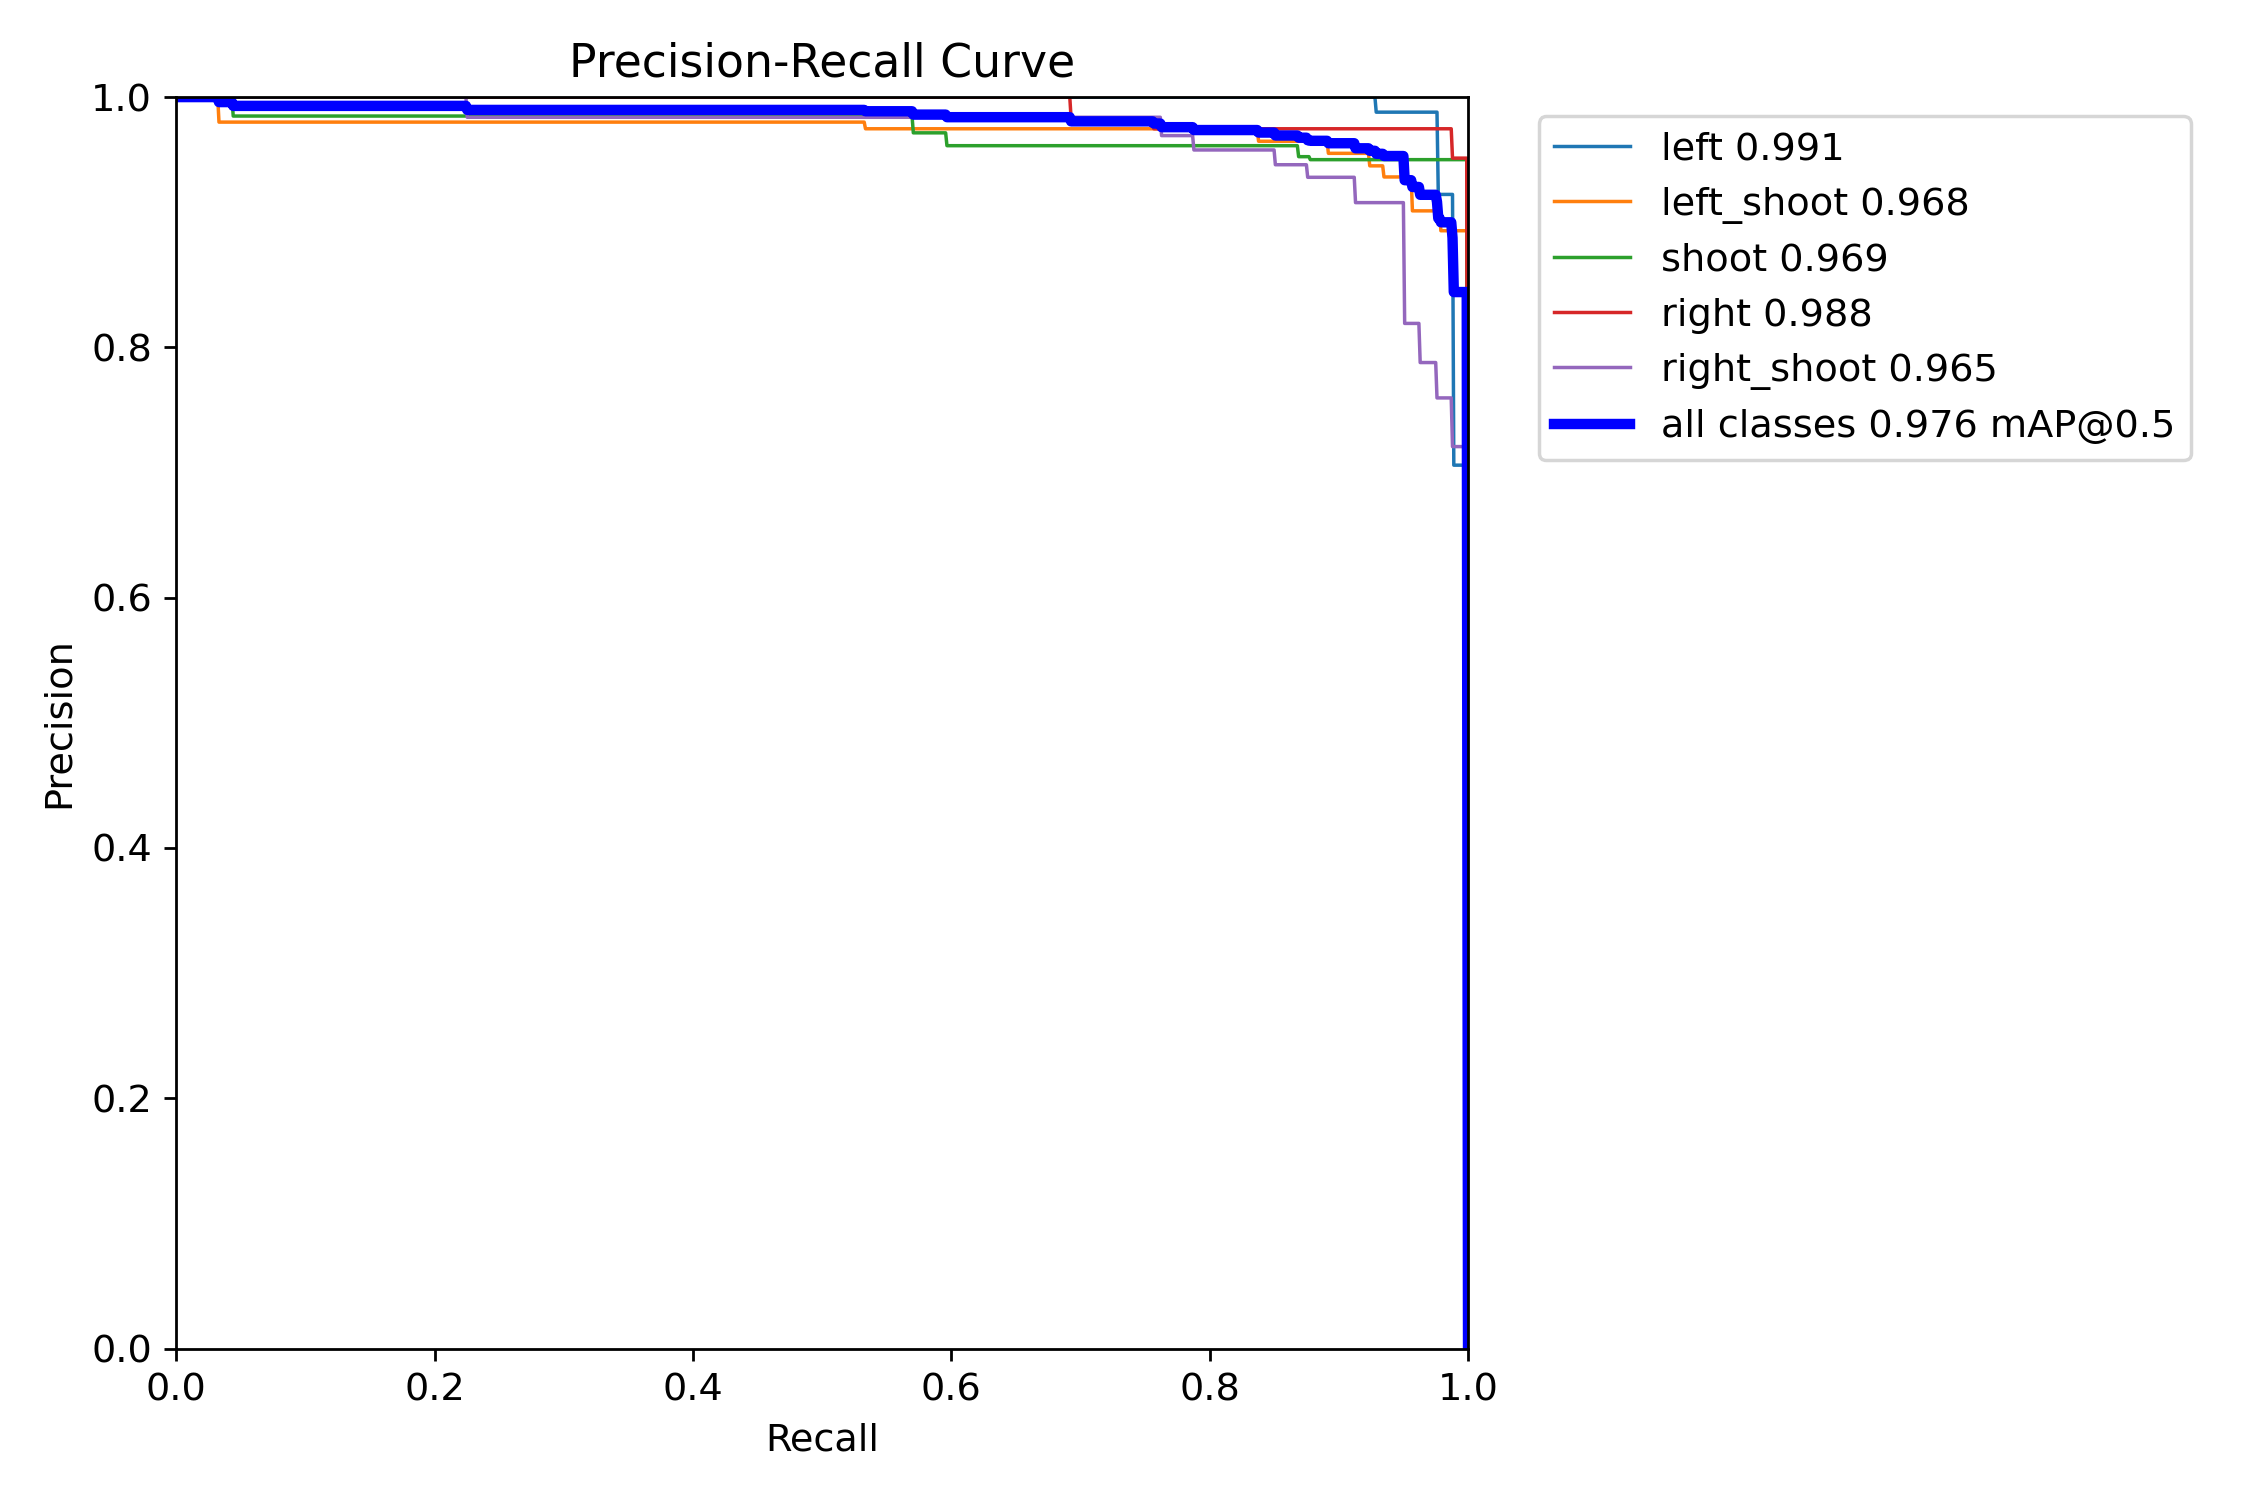 Precision-Recall Curve
1.0
0.8
0.6
0.4
0.2
0.0
Precision
0.0 0.2 0.4 0.6 0.8 1.0
Recall
left 0.991
left_shoot 0.968
shoot 0.969
right 0.988
right_shoot 0.965
all classes 0.976 mAP@0.5